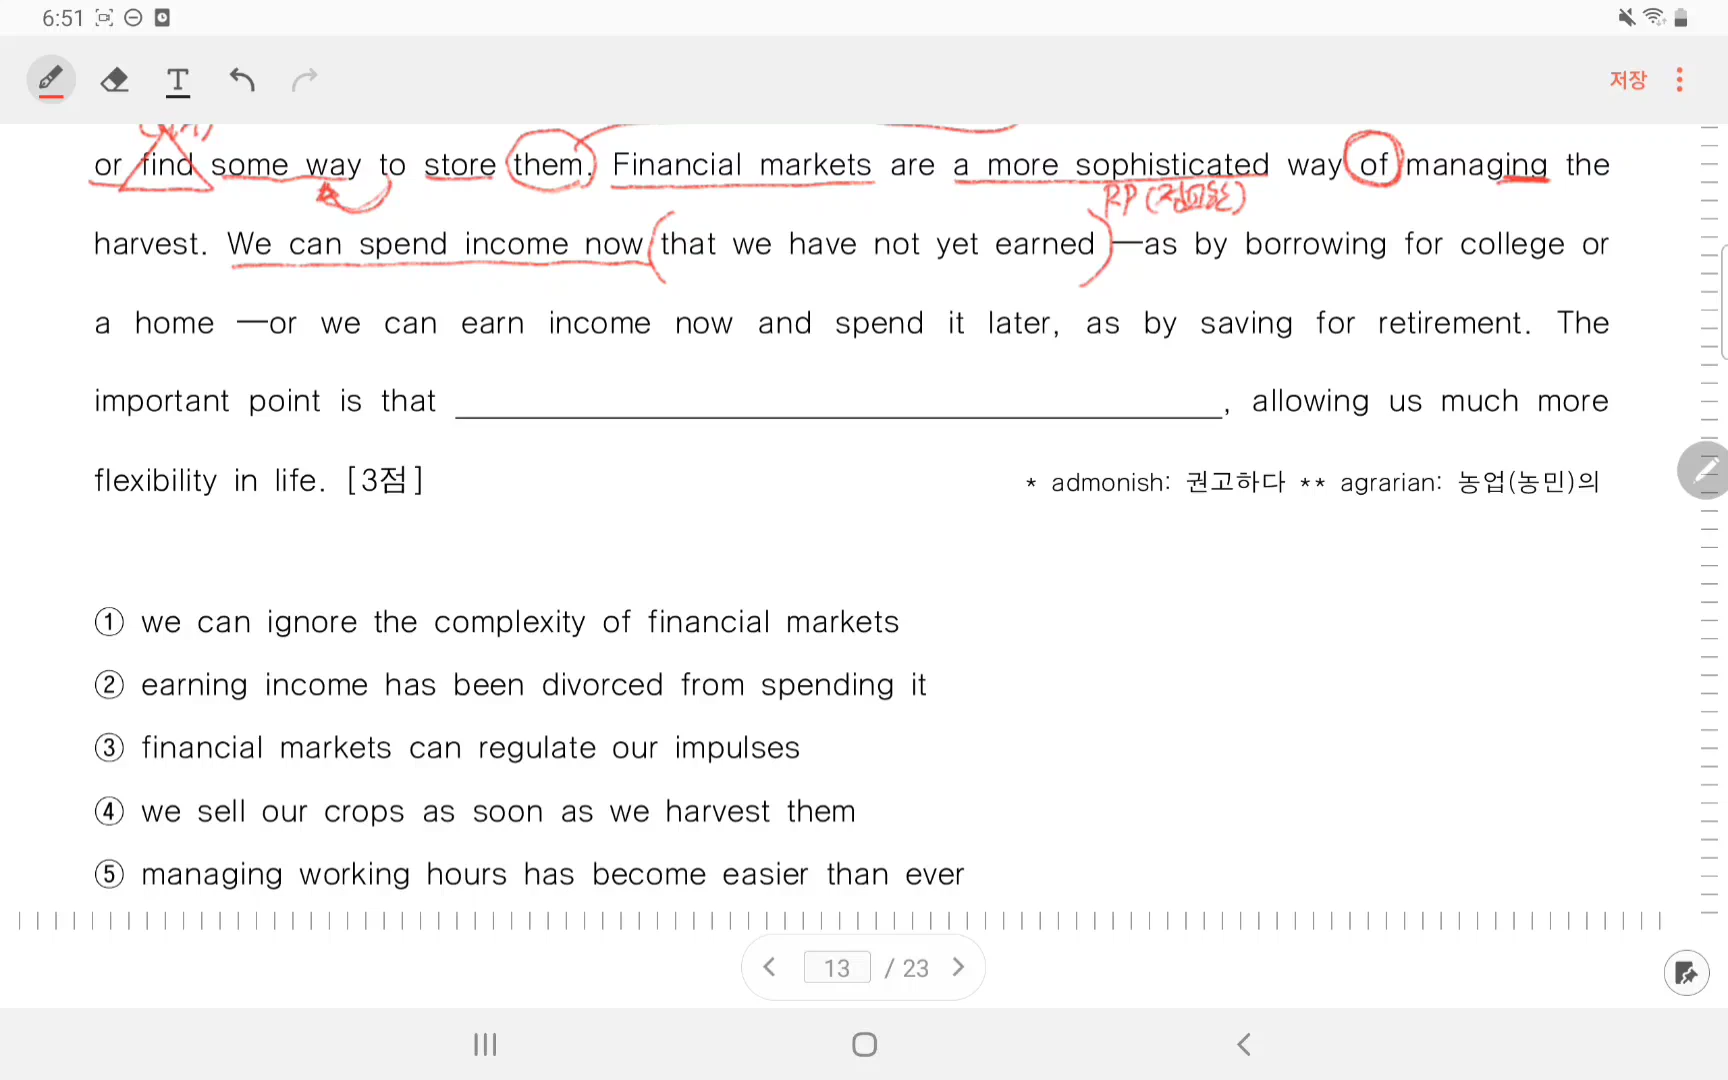 6:51
T
저장
or find some way to store them. Financial markets are a more sophisticated way of managing the
RP (접미 않)
harvest. We can spend income now (that we have not yet earned) —as by borrowing for college or
a home —or we can earn income now and spend it later, as by saving for retirement. The
important point is that ____________________, allowing us much more
flexibility in life. [3점]
* admonish: 권고하다 ** agrarian: 농업(농민)의
① we can ignore the complexity of financial markets
② earning income has been divorced from spending it
③ financial markets can regulate our impulses
④ we sell our crops as soon as we harvest them
⑤ managing working hours has become easier than ever
13 / 23